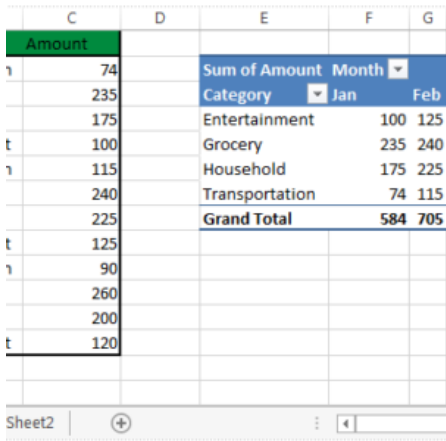 C D E F G
Amount
n 74 Sum of Amount Month
235 Category Jan Feb
175 Entertainment 100 125
t 100 Grocery 235 240
n 115 Household 175 225
240 Transportation 74 115
225 Grand Total 584 705
t 125
n 90
260
200
t 120
Sheet2